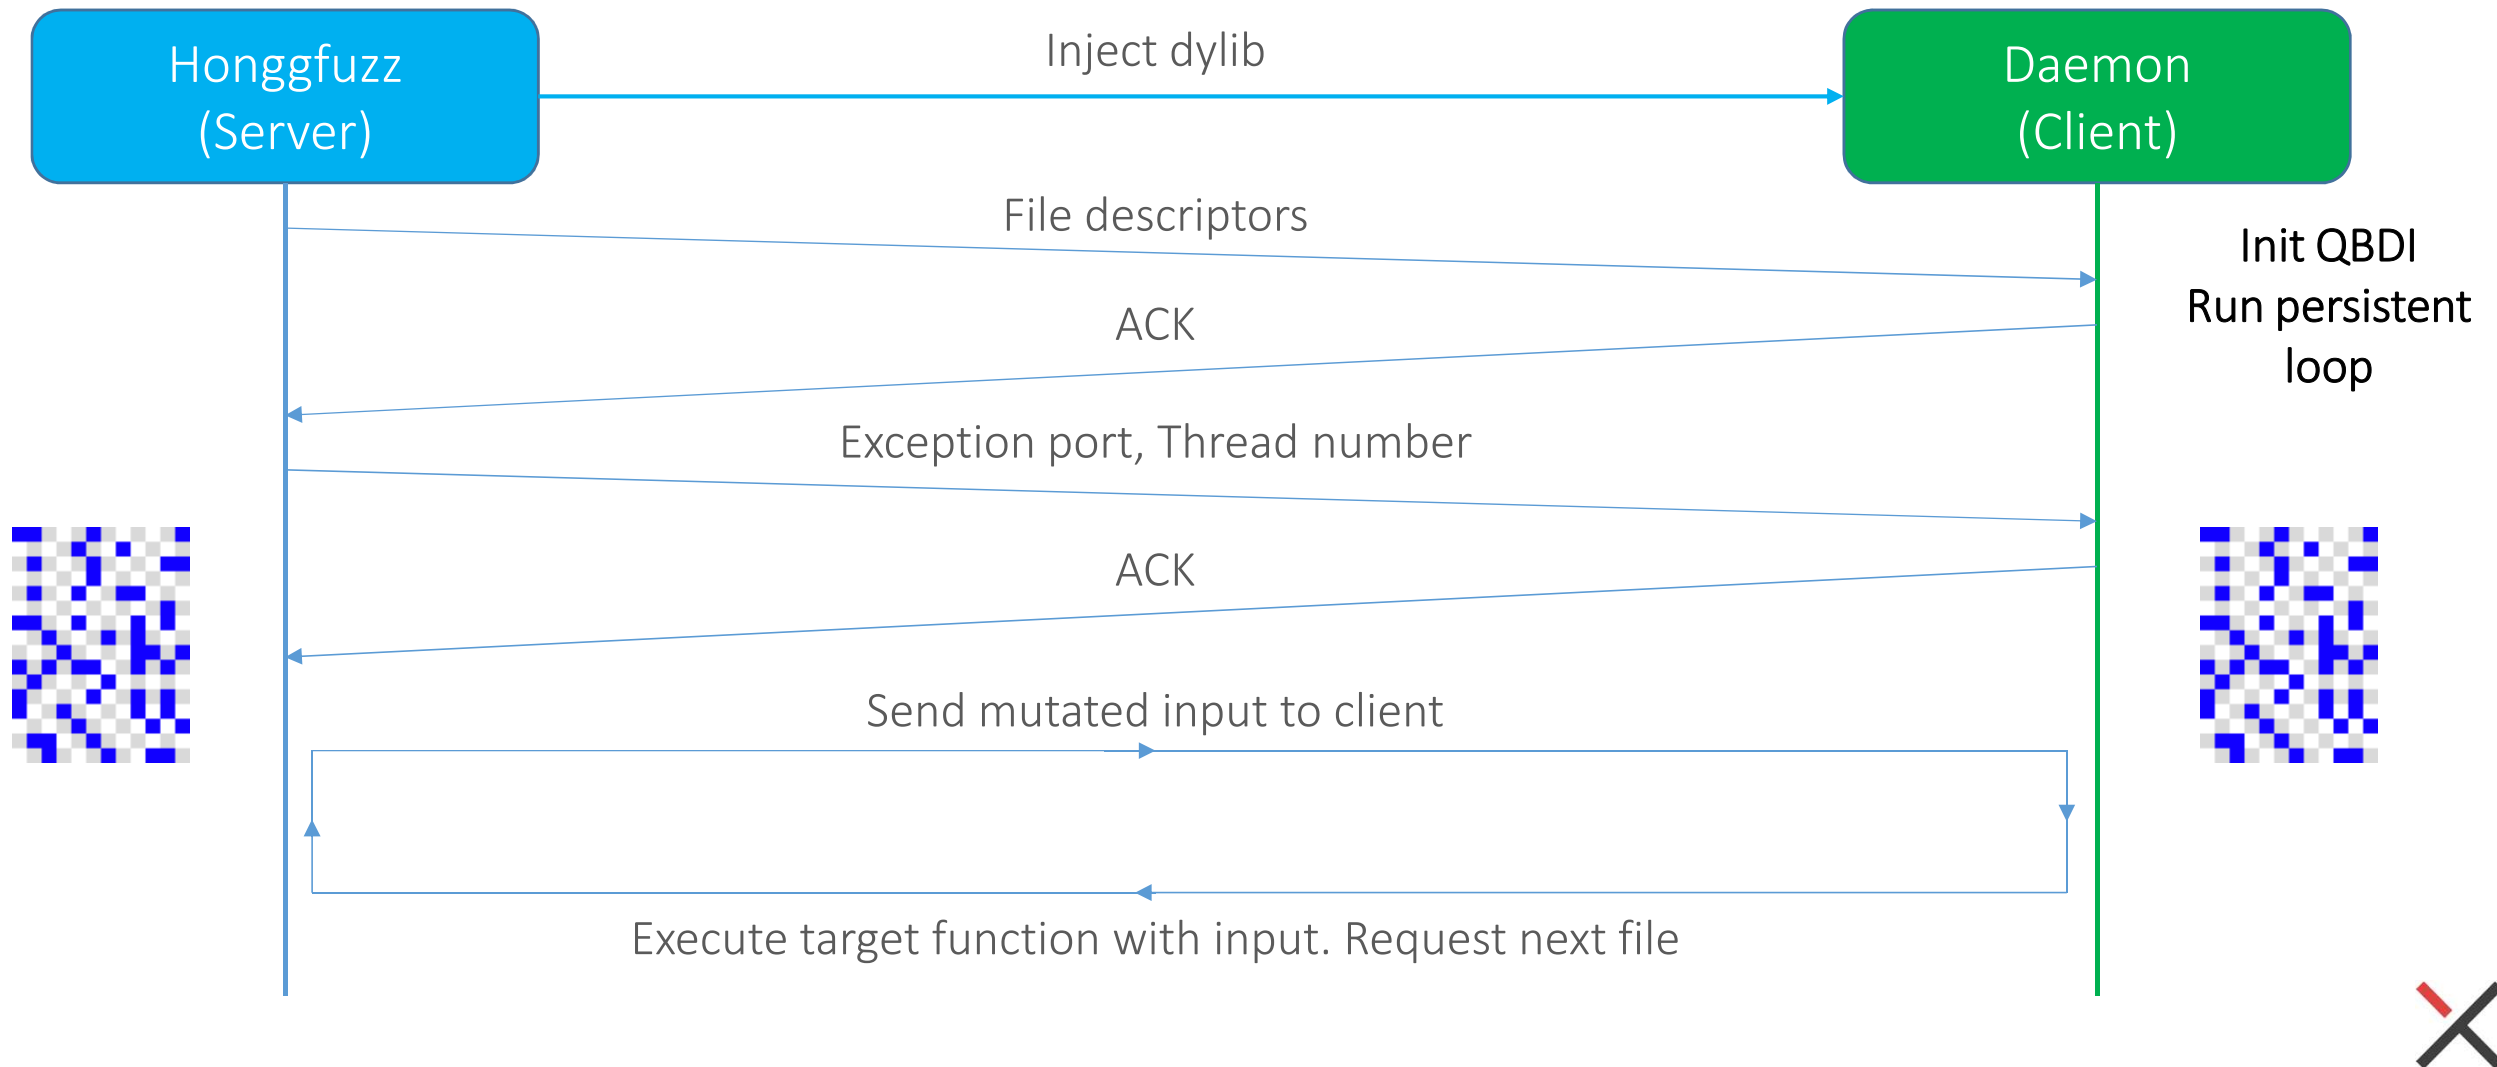 Honggfuzz
(Server)
Inject dylib
Daemon
(Client)
File descriptors
Init QBDI
Run persistent
loop
ACK
Exception port, Thread number
ACK
Send mutated input to client
Execute target function with input. Request next file